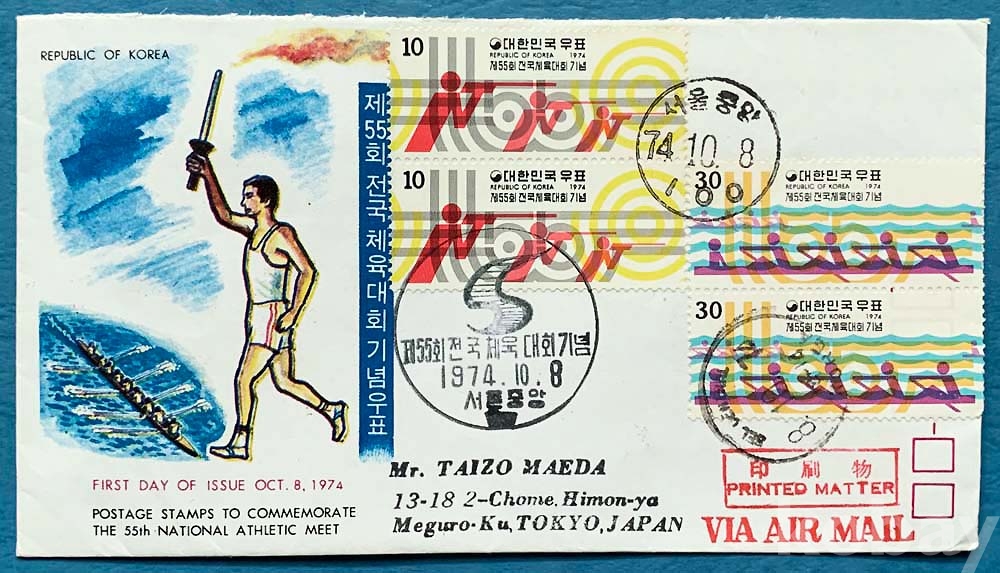 REPUBLIC OF KOREA
제55회 전국체육대회기념우표
FIRST DAY OF ISSUE OCT. 8, 1974
POSTAGE STAMPS TO COMMEMORATE
THE 55th NATIONAL ATHLETIC MEET
10 대한민국우표
REPUBLIC OF KOREA 1974
제55회 전국체육대회기념
10 대한민국우표
REPUBLIC OF KOREA 1974
제55회 전국체육대회기념
30 대한민국우표
REPUBLIC OF KOREA 1974
제55회 전국체육대회기념
30 대한민국우표
REPUBLIC OF KOREA 1974
제55회 전국체육대회기념
서울중앙
74.10.8
제55회 전국체육대회기념
1974.10.8
서울중앙
Mr. TAIZO MAEDA
13-18 2-Chome. Himon-ya
Meguro-Ku, TOKYO, JAPAN
印刷物
PRINTED MATTER
VIA AIR MAIL